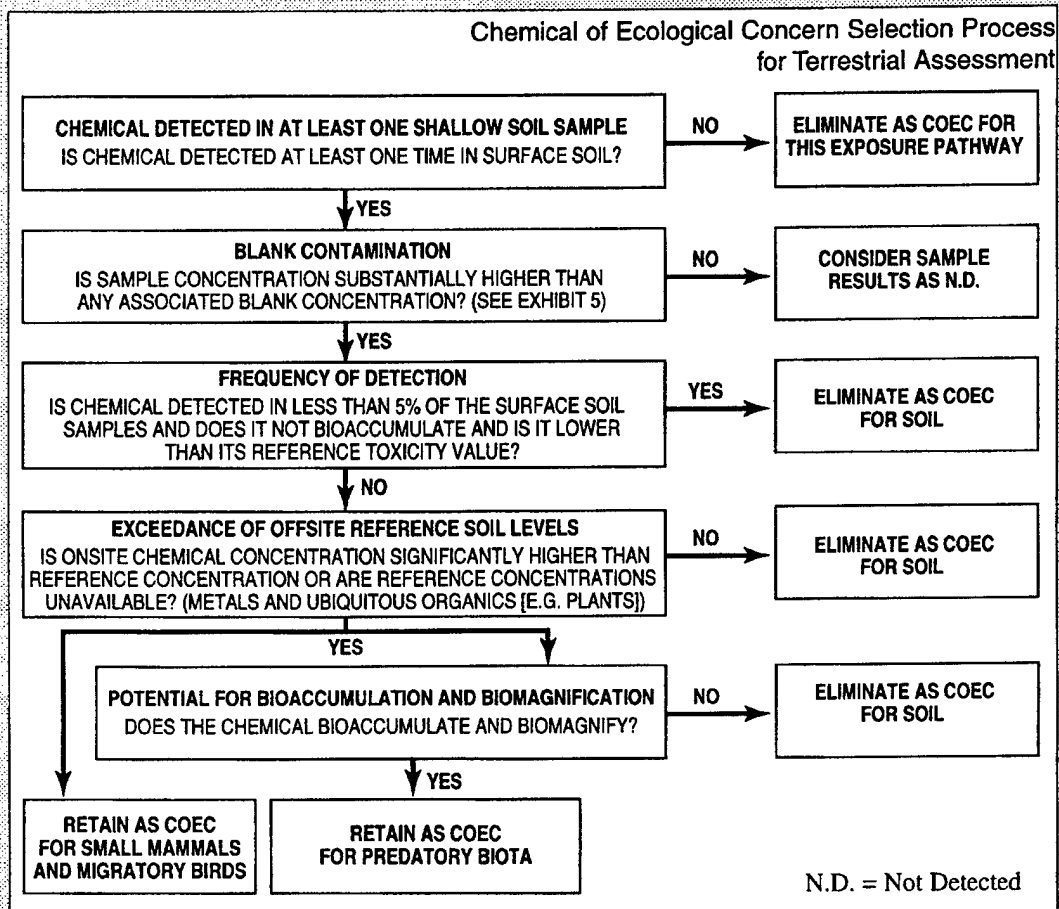 Chemical of Ecological Concern Selection Process
for Terrestrial Assessment
CHEMICAL DETECTED IN AT LEAST ONE SHALLOW SOIL SAMPLE
IS CHEMICAL DETECTED AT LEAST ONE TIME IN SURFACE SOIL?
NO
ELIMINATE AS COEC FOR
THIS EXPOSURE PATHWAY
YES
BLANK CONTAMINATION
IS SAMPLE CONCENTRATION SUBSTANTIALLY HIGHER THAN
ANY ASSOCIATED BLANK CONCENTRATION? (SEE EXHIBIT 5)
NO
CONSIDER SAMPLE
RESULTS AS N.D.
YES
FREQUENCY OF DETECTION
IS CHEMICAL DETECTED IN LESS THAN 5% OF THE SURFACE SOIL
SAMPLES AND DOES IT NOT BIOACCUMULATE AND IS IT LOWER
THAN ITS REFERENCE TOXICITY VALUE?
YES
ELIMINATE AS COEC
FOR SOIL
NO
EXCEEDANCE OF OFFSITE REFERENCE SOIL LEVELS
IS ONSITE CHEMICAL CONCENTRATION SIGNIFICANTLY HIGHER THAN
REFERENCE CONCENTRATION OR ARE REFERENCE CONCENTRATIONS
UNAVAILABLE? (METALS AND UBIQUITOUS ORGANICS [E.G. PLANTS])
NO
ELIMINATE AS COEC
FOR SOIL
YES
POTENTIAL FOR BIOACCUMULATION AND BIOMAGNIFICATION
DOES THE CHEMICAL BIOACCUMULATE AND BIOMAGNIFY?
NO
ELIMINATE AS COEC
FOR SOIL
YES
RETAIN AS COEC
FOR SMALL MAMMALS
AND MIGRATORY BIRDS
RETAIN AS COEC
FOR PREDATORY BIOTA
N.D. = Not Detected